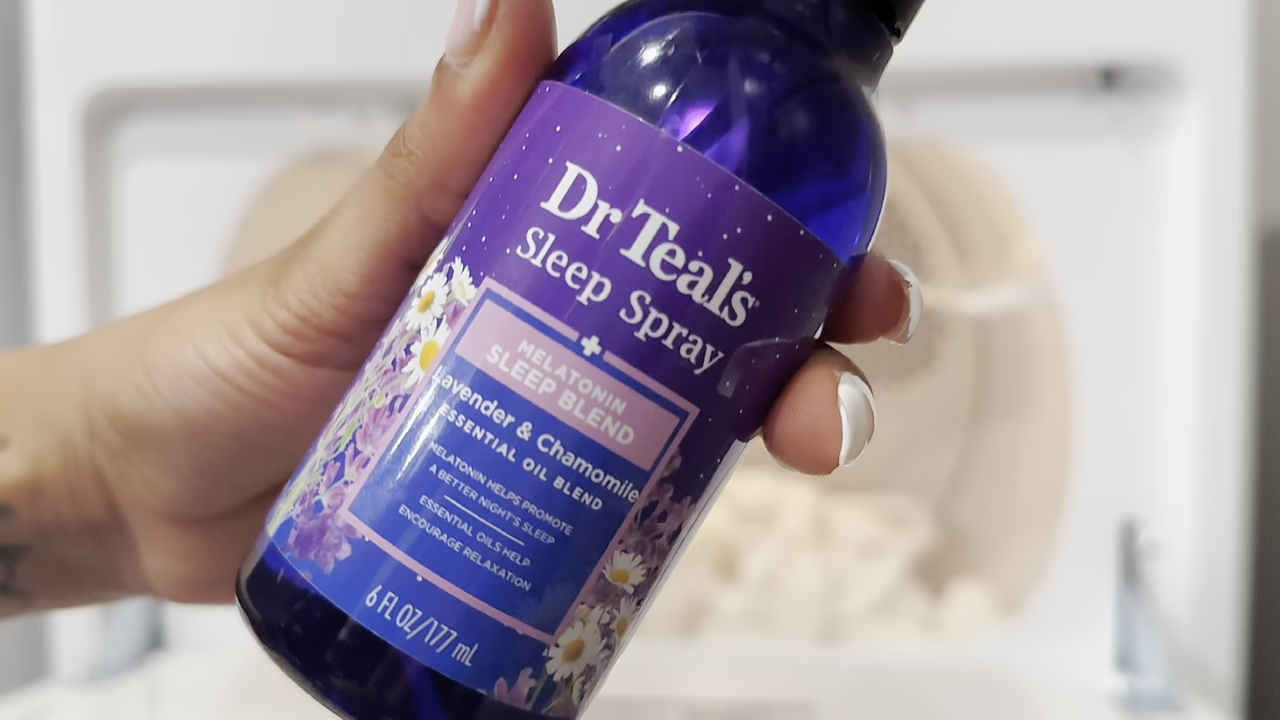 Dr Teal's
Sleep Spray
MELATONIN
SLEEP BLEND
Lavender & Chamomile
ESSENTIAL OIL BLEND
MELATONIN HELPS PROMOTE
A BETTER NIGHT'S SLEEP
ESSENTIAL OILS HELP
ENCOURAGE RELAXATION
6 FL OZ/177 mL